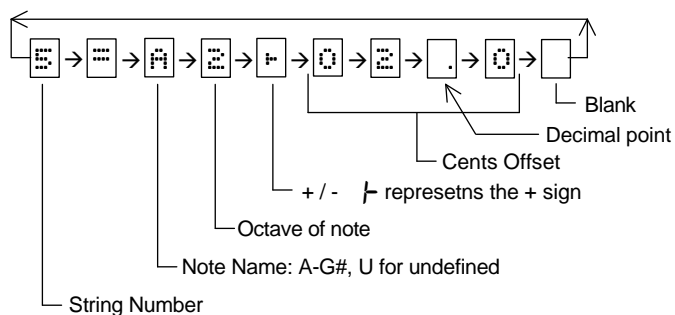 5 → = → A → 2 → ⊦ → 0 → 2 → . → 0 →
Blank
Decimal point
Cents Offset
+ / - ⊦ represetns the + sign
Octave of note
Note Name: A-G#, U for undefined
String Number